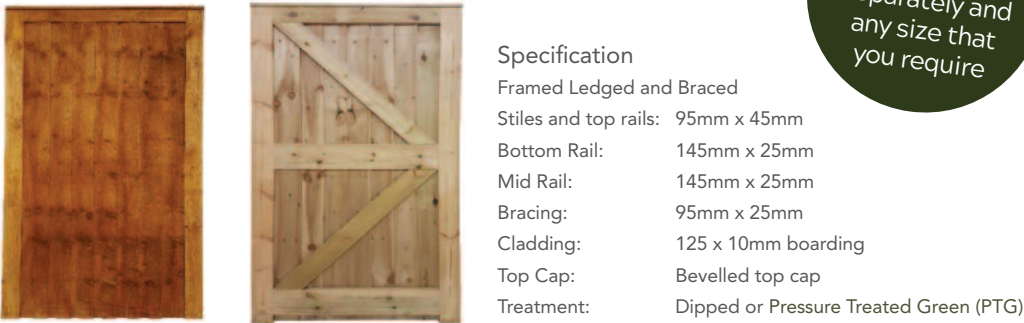 and
any size that
you require
Specification
Framed Ledged and Braced
Stiles and top rails: 95mm x 45mm
Bottom Rail: 145mm x 25mm
Mid Rail: 145mm x 25mm
Bracing: 95mm x 25mm
Cladding: 125 x 10mm boarding
Top Cap: Bevelled top cap
Treatment: Dipped or Pressure Treated Green (PTG)